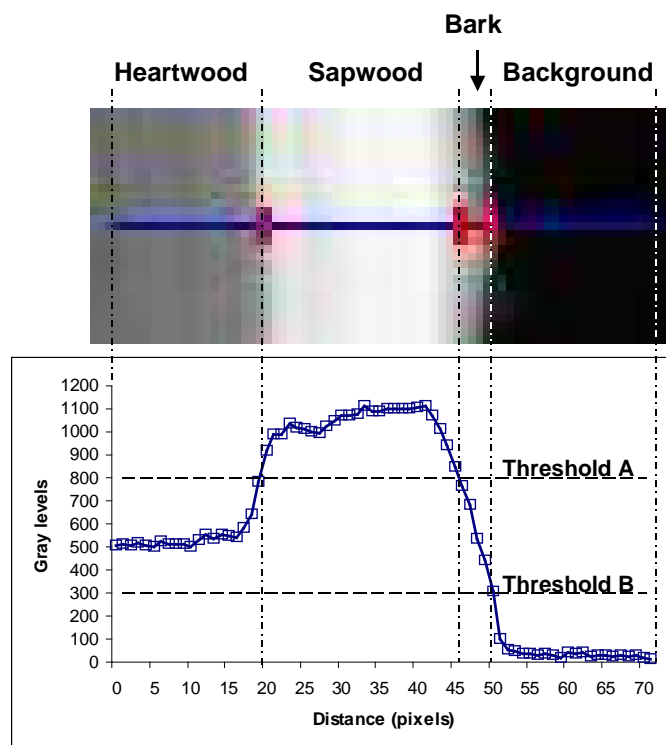 Bark
Heartwood Sapwood Background
1200
1100
1000
900
800
700
600
500
400
300
200
100
0
Gray levels
Threshold A
Threshold B
0 5 10 15 20 25 30 35 40 45 50 55 60 65 70
Distance (pixels)